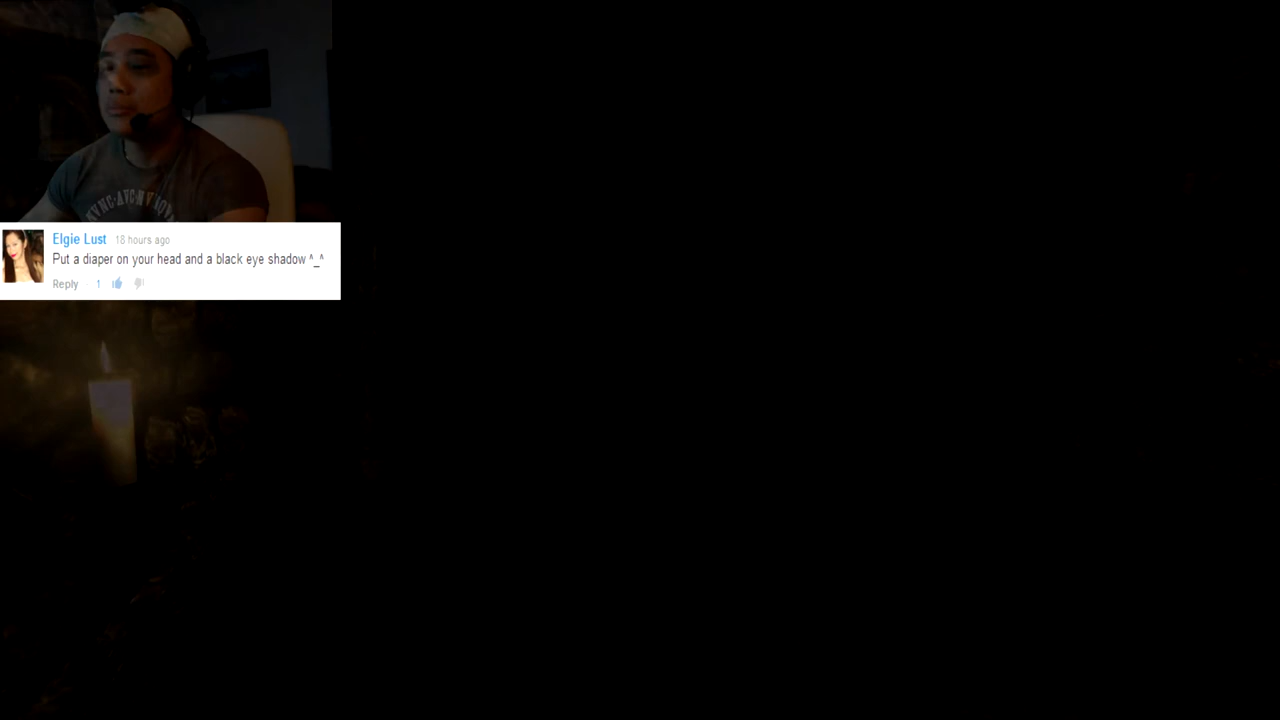 Elgie Lust 18 hours ago
Put a diaper on your head and a black eye shadow ^_^
Reply · 1